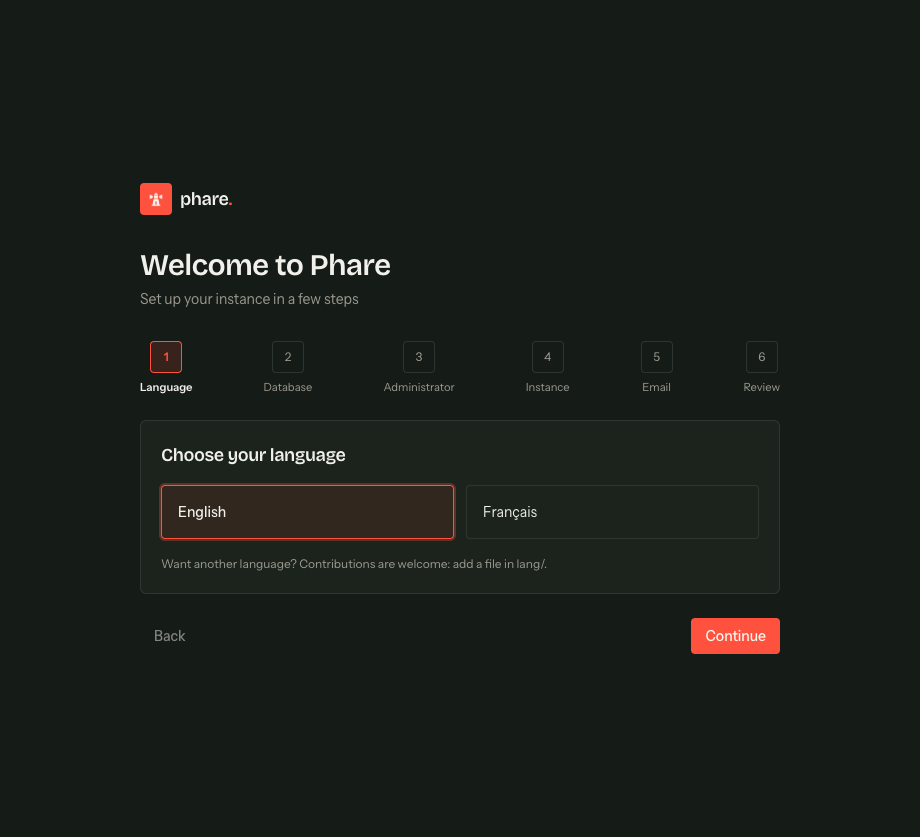 phare.
Welcome to Phare
Set up your instance in a few steps
1 2 3 4 5 6
Language Database Administrator Instance Email Review
Choose your language
English Français
Want another language? Contributions are welcome: add a file in lang/.
Back Continue